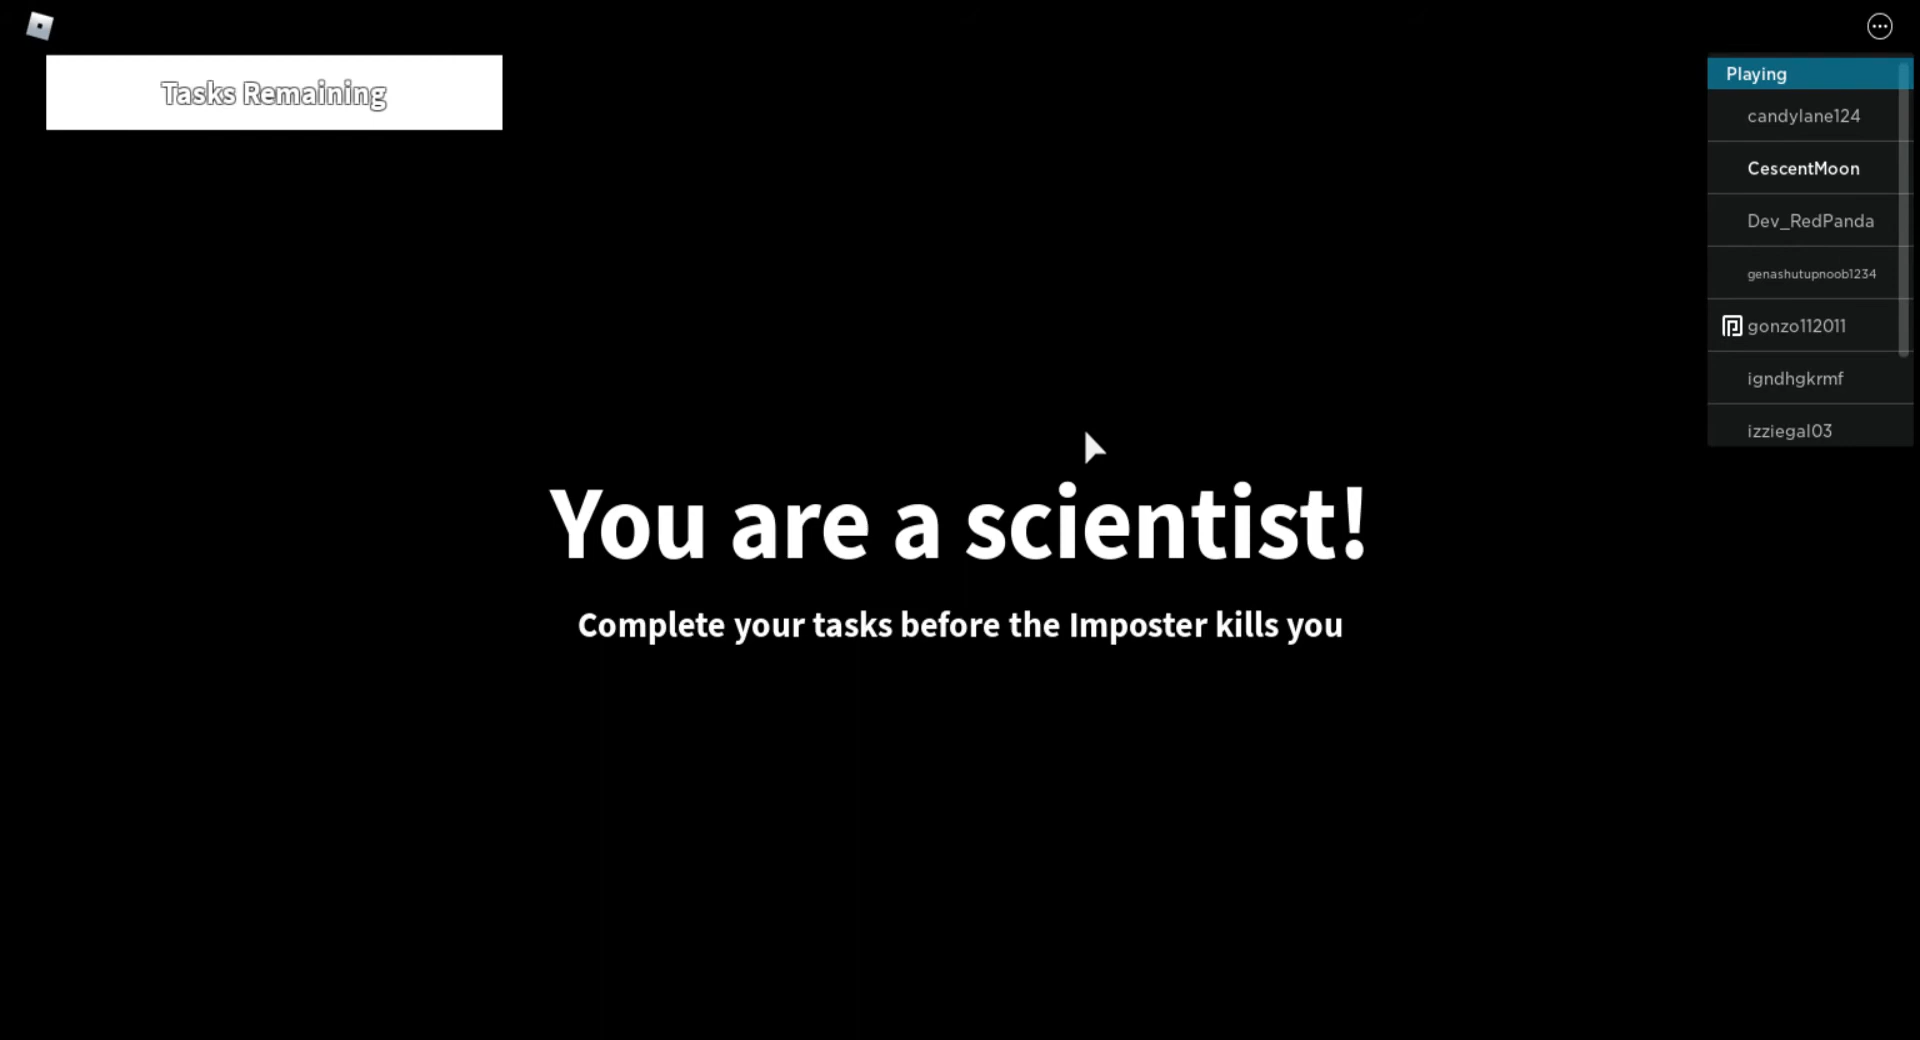 Tasks Remaining
Playing
candylane124
CescentMoon
Dev_RedPanda
genashutupnoob1234
gonzo112011
igndhgkrmf
izziegal03
You are a scientist!
Complete your tasks before the Imposter kills you